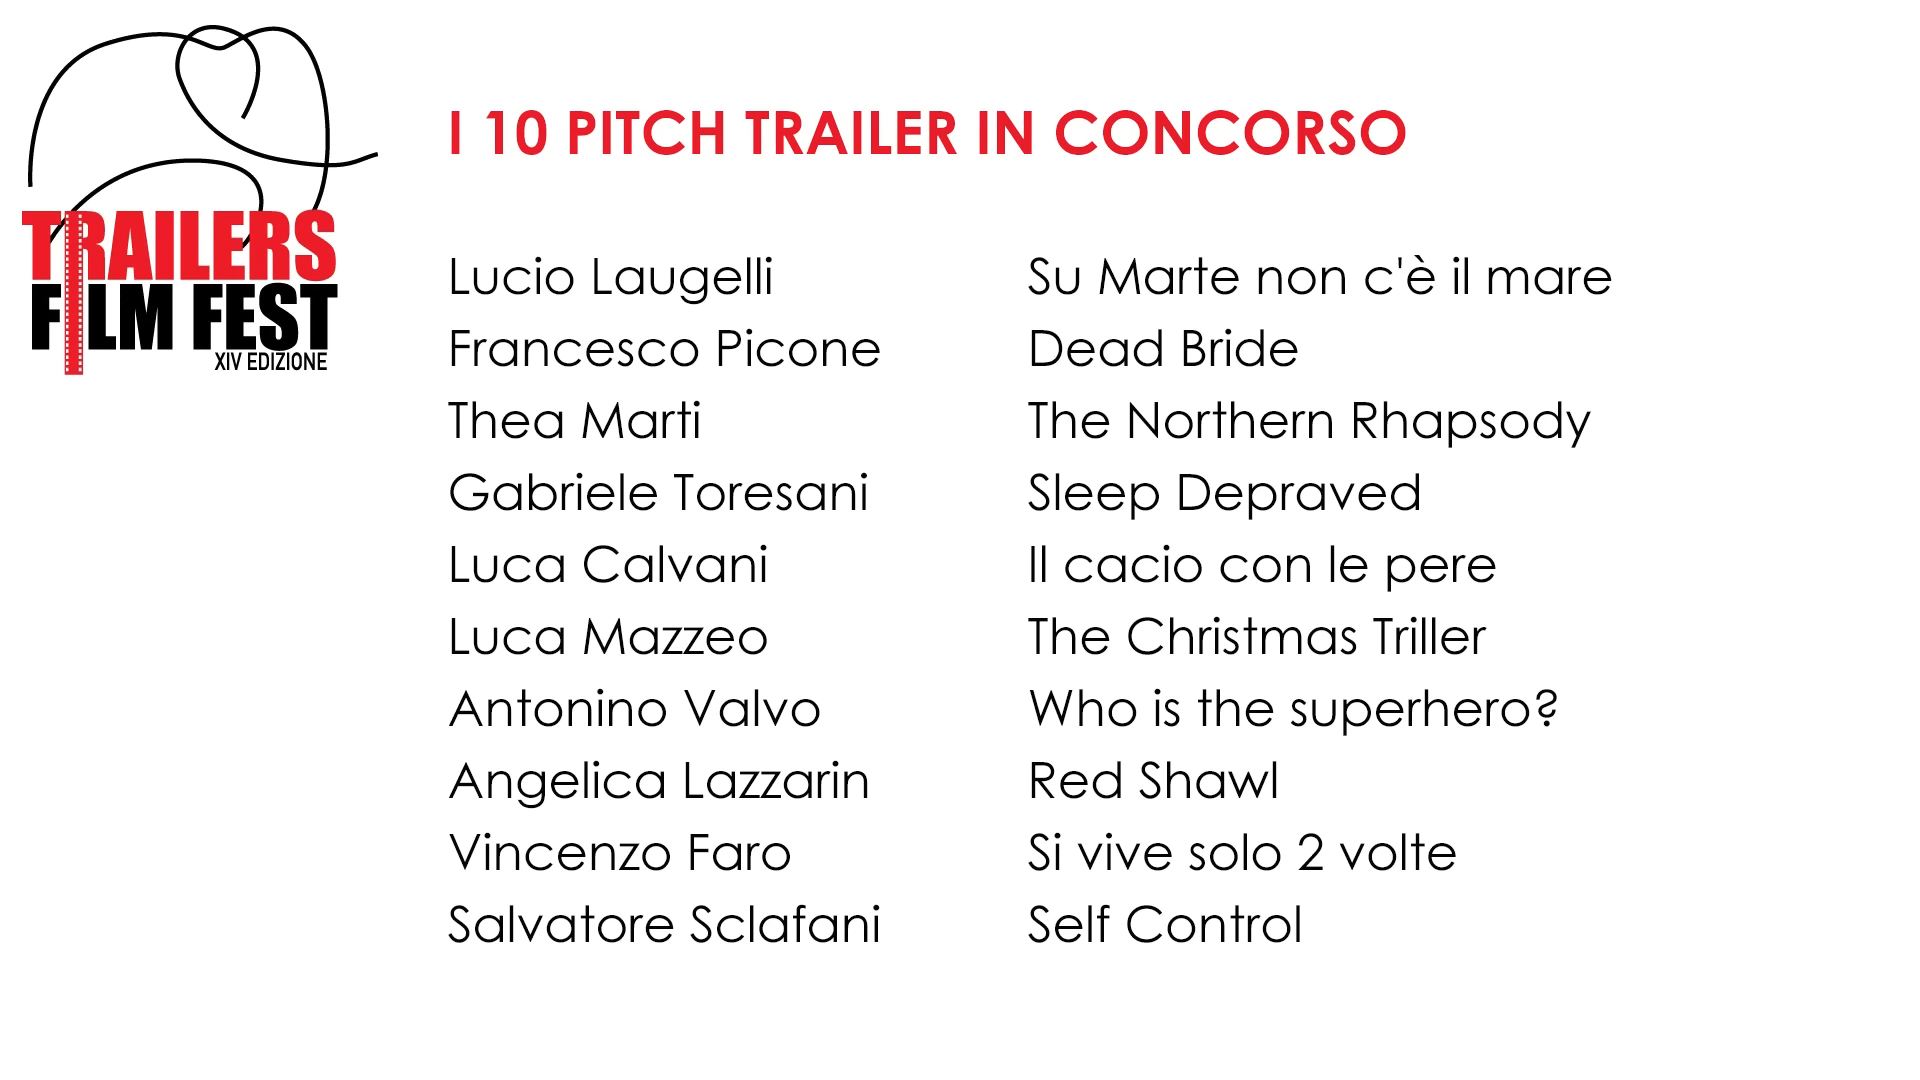 TRAILERS
FILM FEST
XIV EDIZIONE
I 10 PITCH TRAILER IN CONCORSO
Lucio Laugelli Su Marte non c'è il mare
Francesco Picone Dead Bride
Thea Marti The Northern Rhapsody
Gabriele Toresani Sleep Depraved
Luca Calvani Il cacio con le pere
Luca Mazzeo The Christmas Triller
Antonino Valvo Who is the superhero?
Angelica Lazzarin Red Shawl
Vincenzo Faro Si vive solo 2 volte
Salvatore Sclafani Self Control